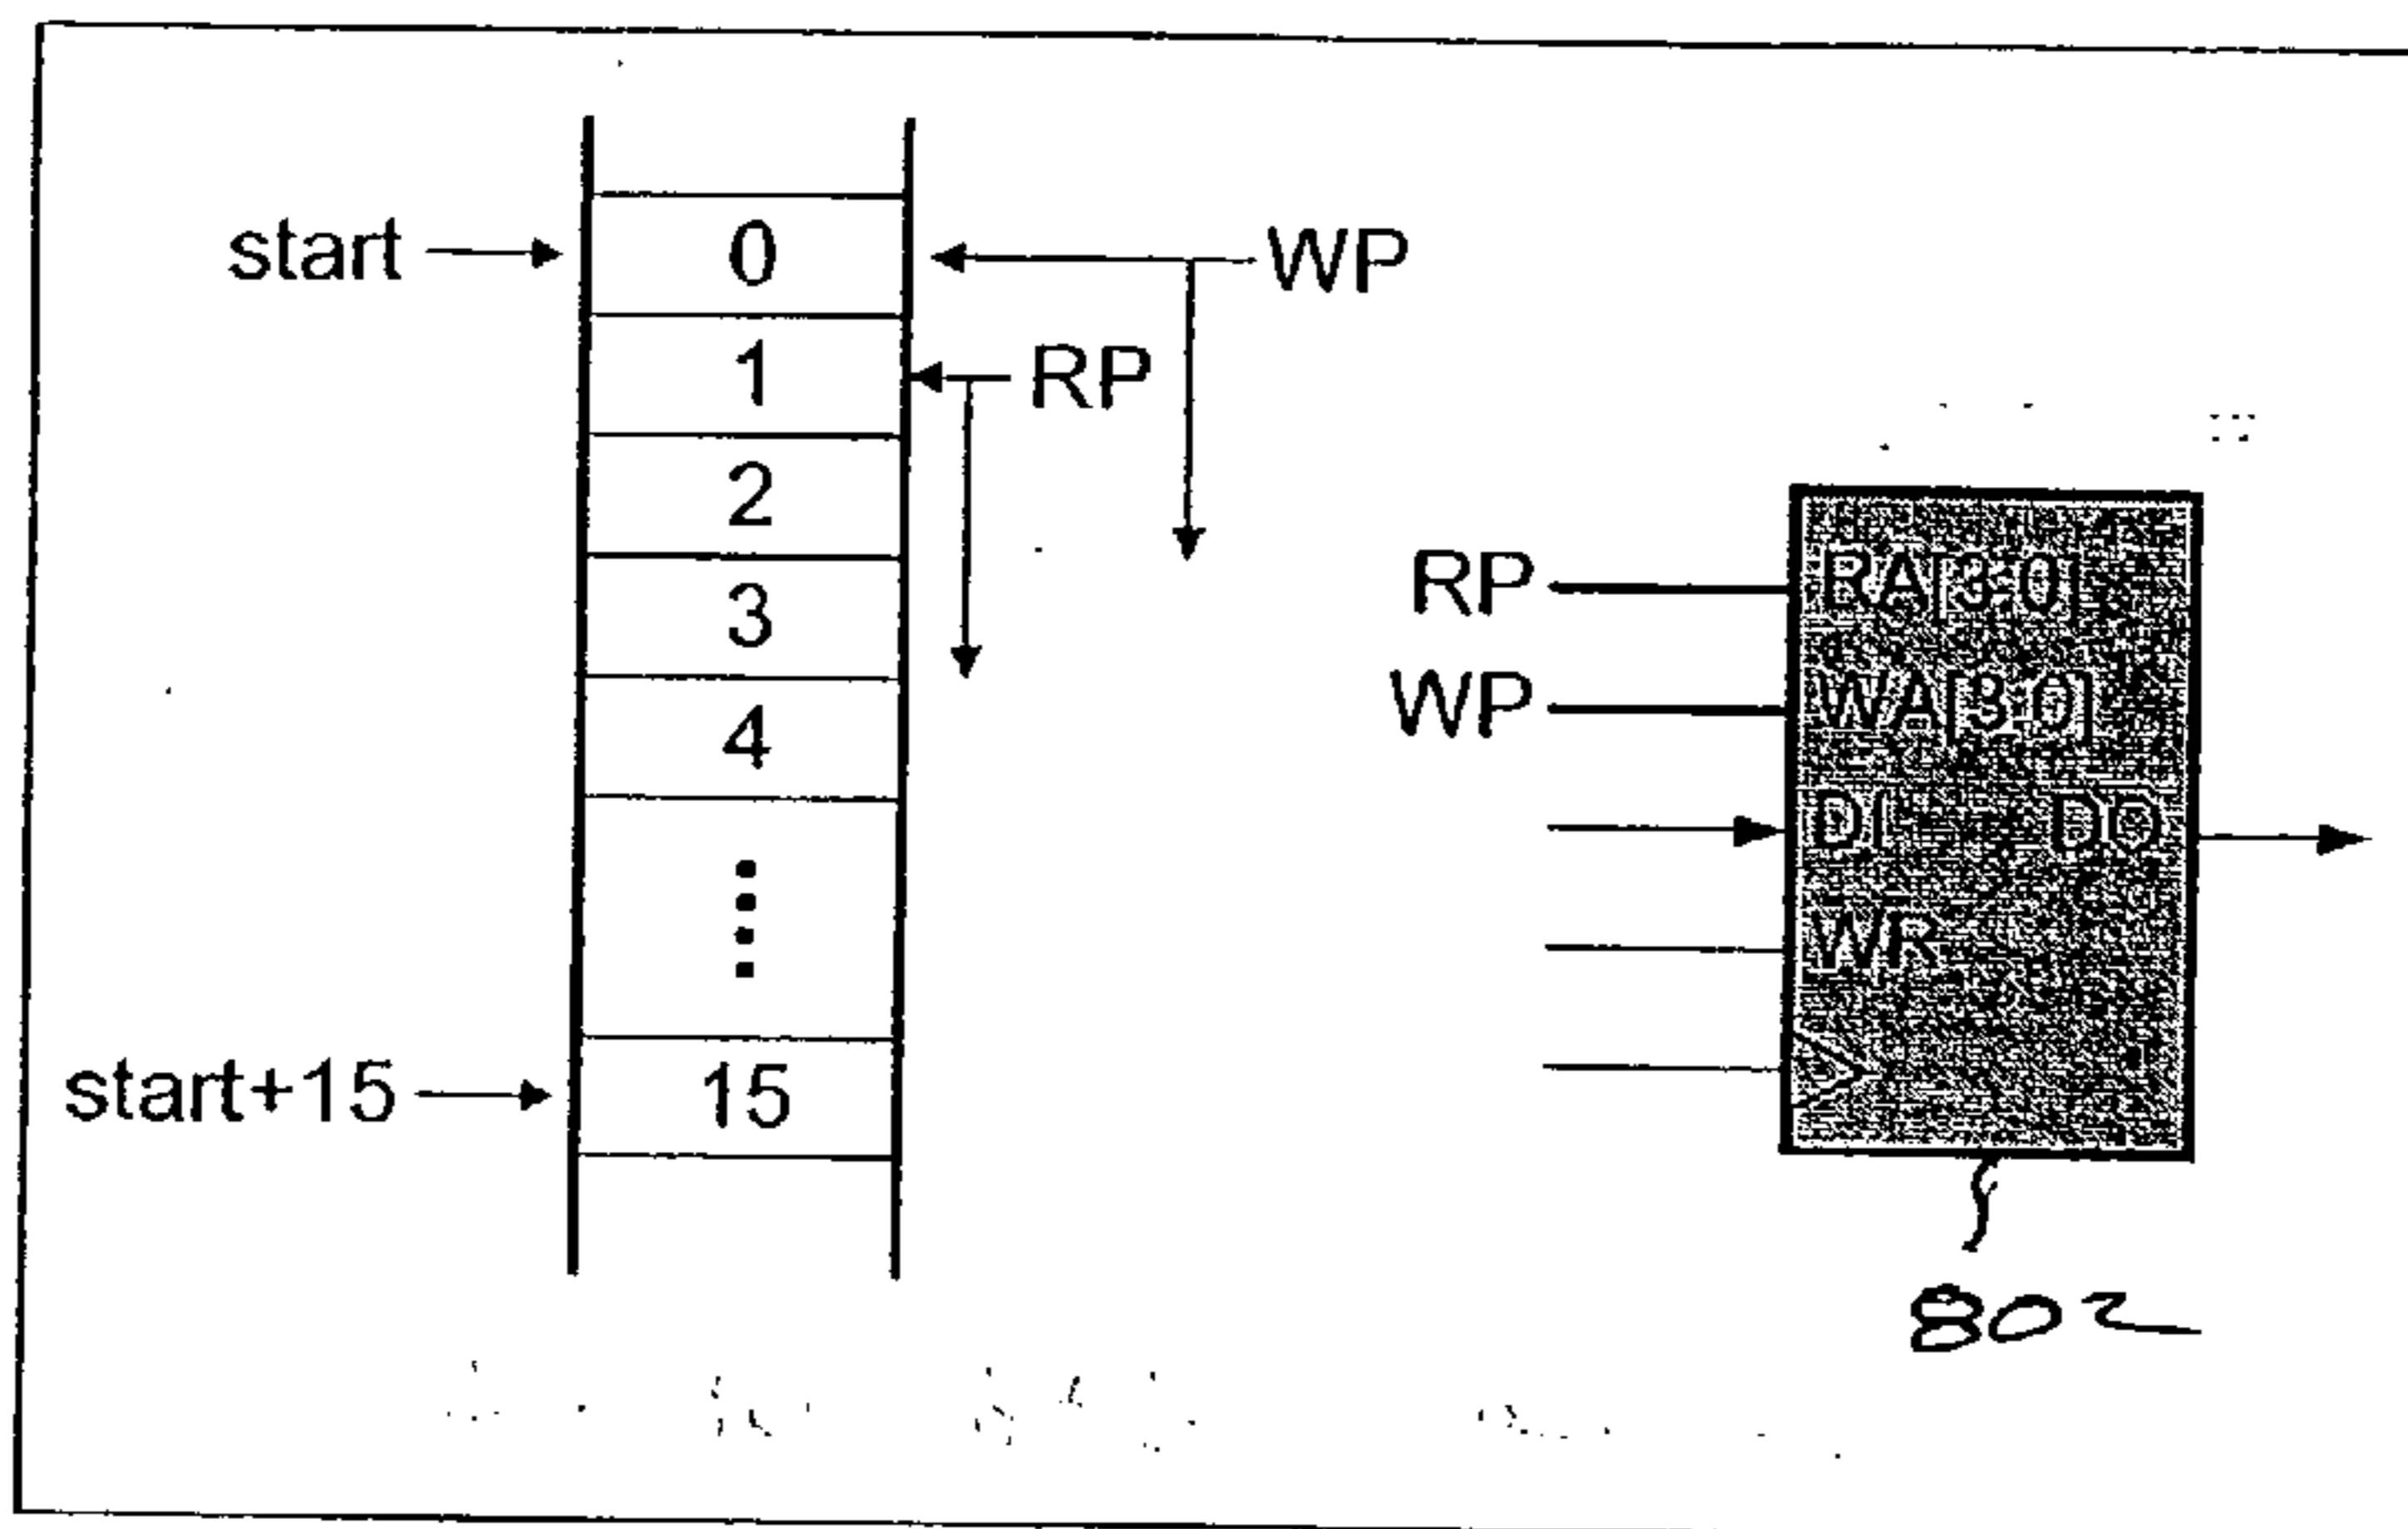 start
0
WP
1
RP
2
3
4
start+15
15
RP
RA[3:0]
WP
WA[3:0]
DI
DO
WR
802